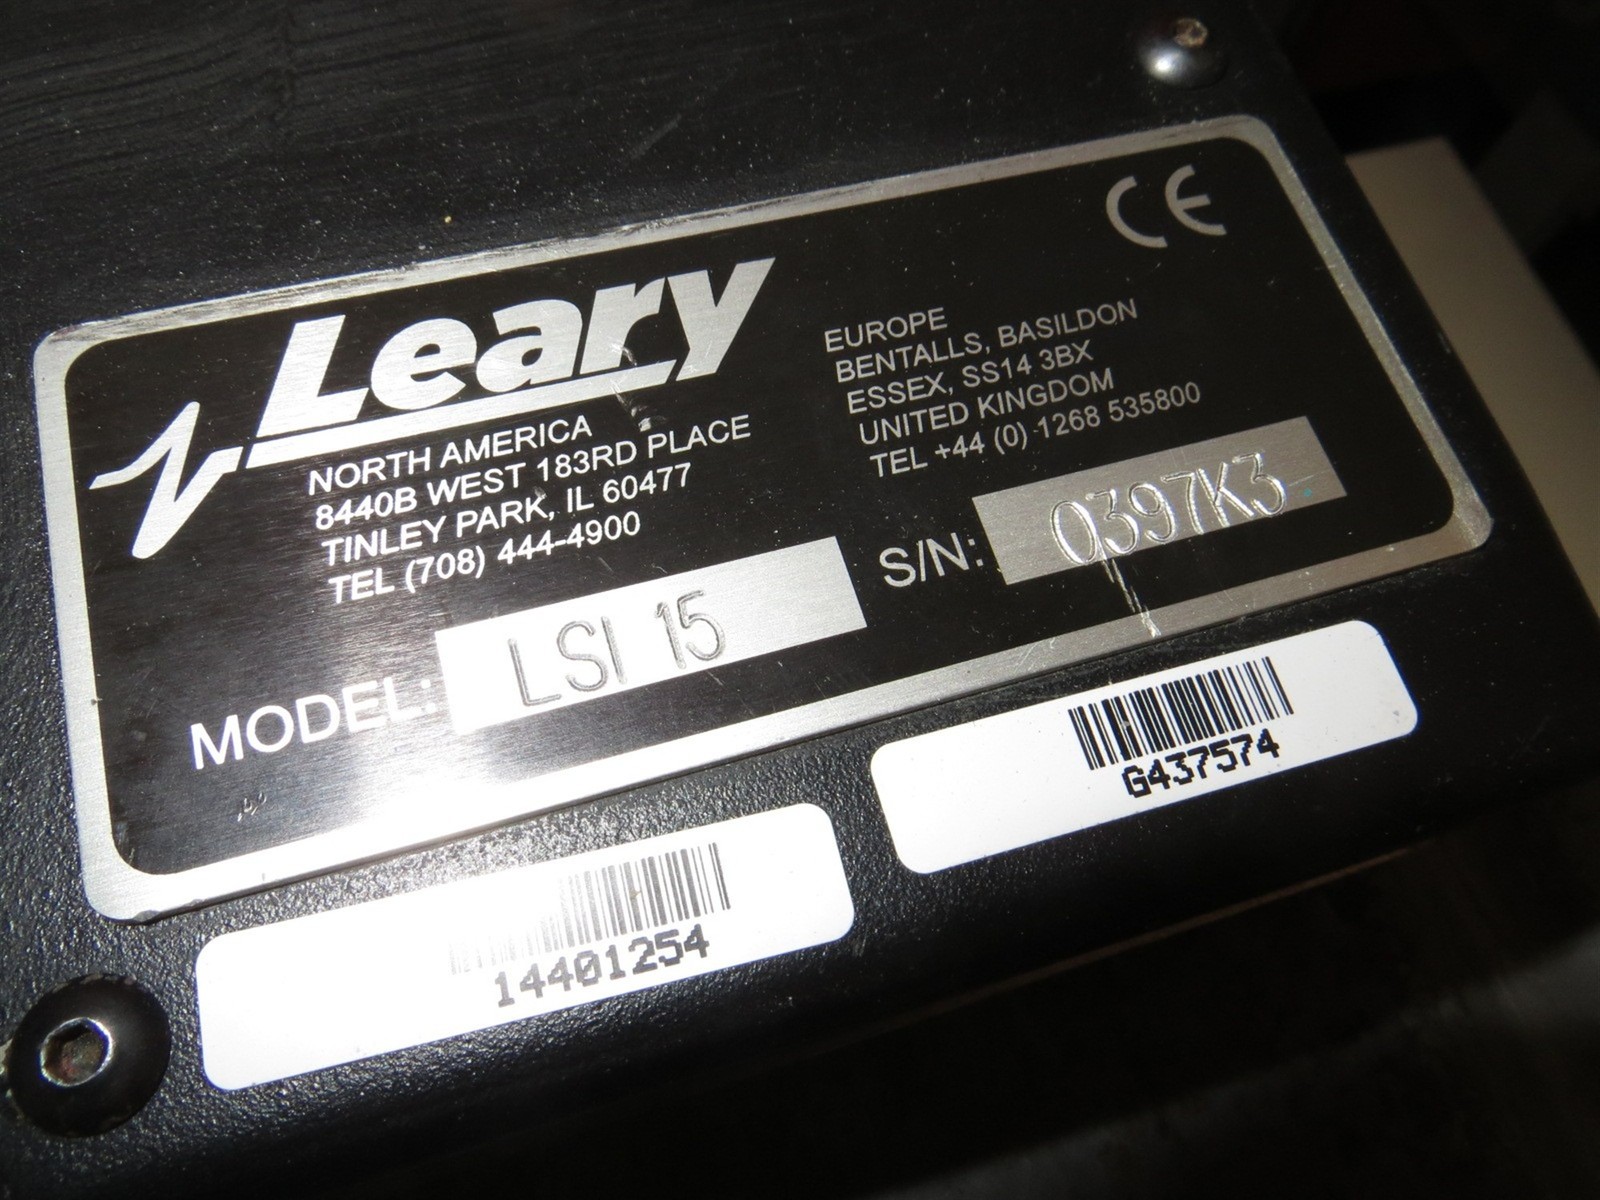 Leary
NORTH AMERICA
8440B WEST 183RD PLACE
TINLEY PARK, IL 60477
TEL (708) 444-4900
CE
EUROPE
BENTALLS, BASILDON
ESSEX, SS14 3BX
UNITED KINGDOM
TEL +44 (0) 1268 535800
MODEL: LSI 15
S/N: 0397K3
14401254
G437574